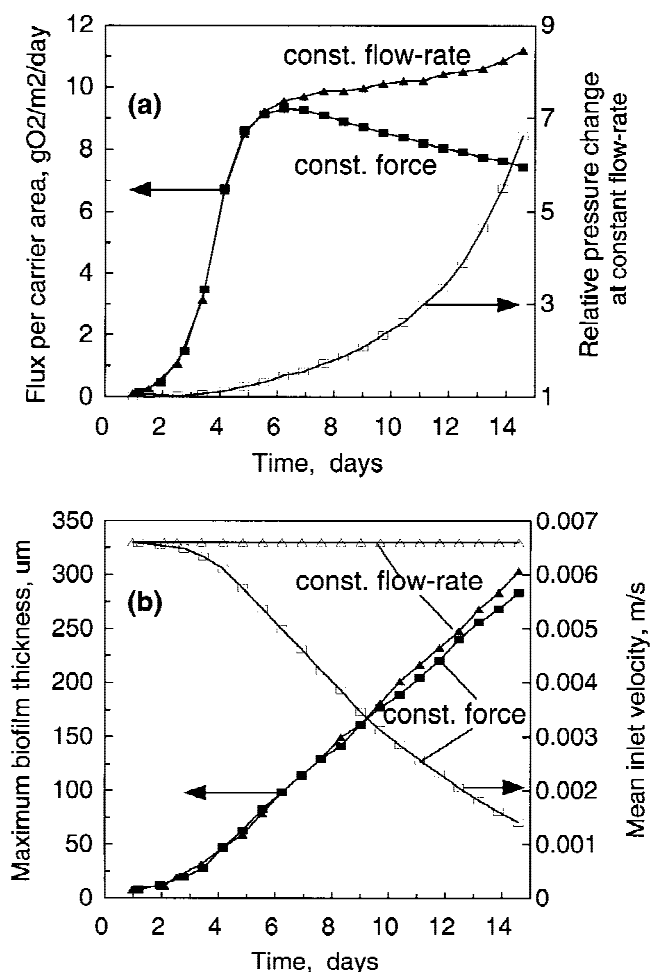 12
10
8
6
4
2
0
Flux per carrier area, gO2/m2/day
(a)
const. flow-rate
const. force
9
7
5
3
1
Relative pressure change
at constant flow-rate
0 2 4 6 8 10 12 14
Time, days
350
300
250
200
150
100
50
0
Maximum biofilm thickness, um
(b)
const. flow-rate
const. force
0.007
0.006
0.005
0.004
0.003
0.002
0.001
0
Mean inlet velocity, m/s
0 2 4 6 8 10 12 14
Time, days